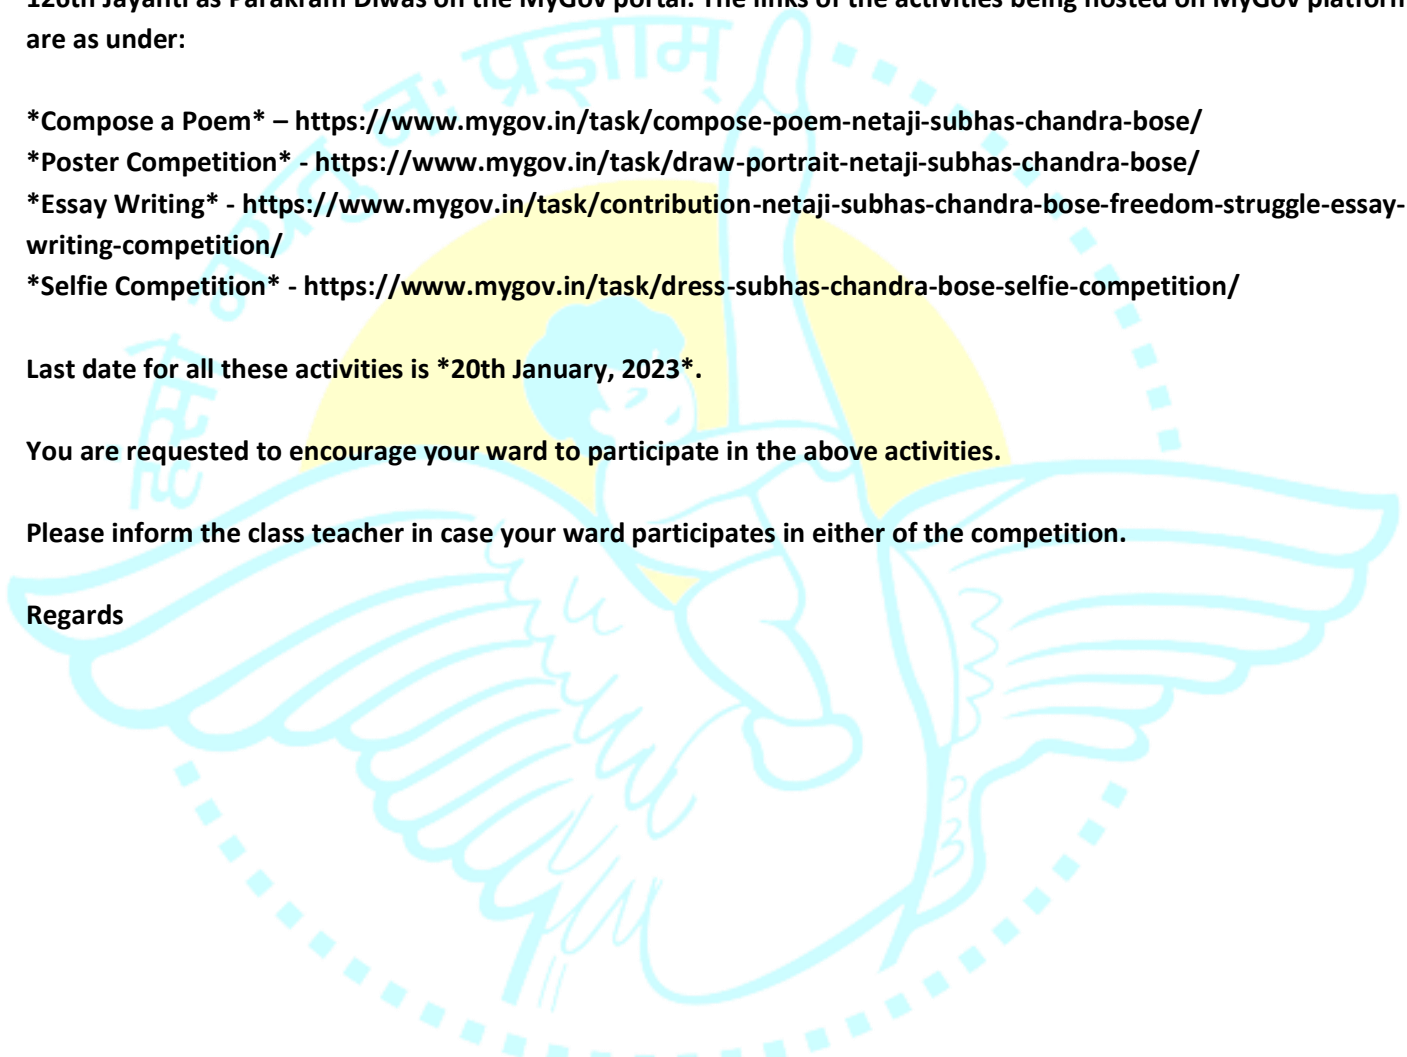 126th Jayanti as Parakram Diwas on the MyGov portal. The links of the activities being hosted on MyGov platform
are as under:
*Compose a Poem* – https://www.mygov.in/task/compose-poem-netaji-subhas-chandra-bose/
*Poster Competition* - https://www.mygov.in/task/draw-portrait-netaji-subhas-chandra-bose/
*Essay Writing* - https://www.mygov.in/task/contribution-netaji-subhas-chandra-bose-freedom-struggle-essay-
writing-competition/
*Selfie Competition* - https://www.mygov.in/task/dress-subhas-chandra-bose-selfie-competition/
Last date for all these activities is *20th January, 2023*.
You are requested to encourage your ward to participate in the above activities.
Please inform the class teacher in case your ward participates in either of the competition.
Regards
इमो नयतु नः प्रज्ञाम्